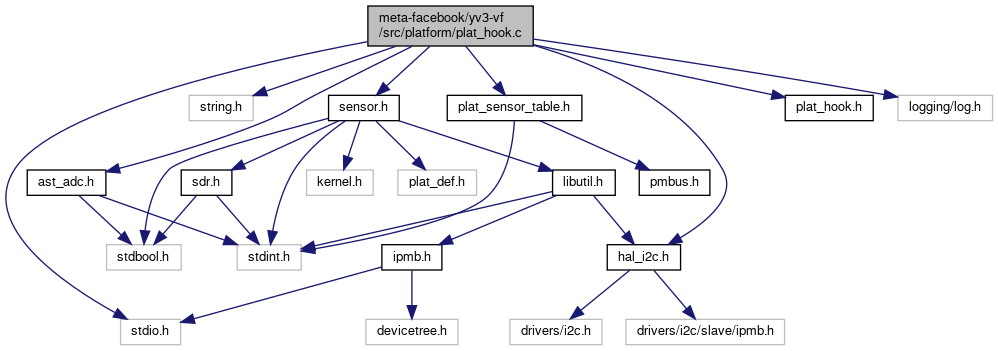 meta-facebook/yv3-vf
/src/platform/plat_hook.c
string.h
sensor.h
plat_sensor_table.h
plat_hook.h
logging/log.h
ast_adc.h
sdr.h
kernel.h
plat_def.h
libutil.h
pmbus.h
stdbool.h
stdint.h
ipmb.h
hal_i2c.h
stdio.h
devicetree.h
drivers/i2c.h
drivers/i2c/slave/ipmb.h